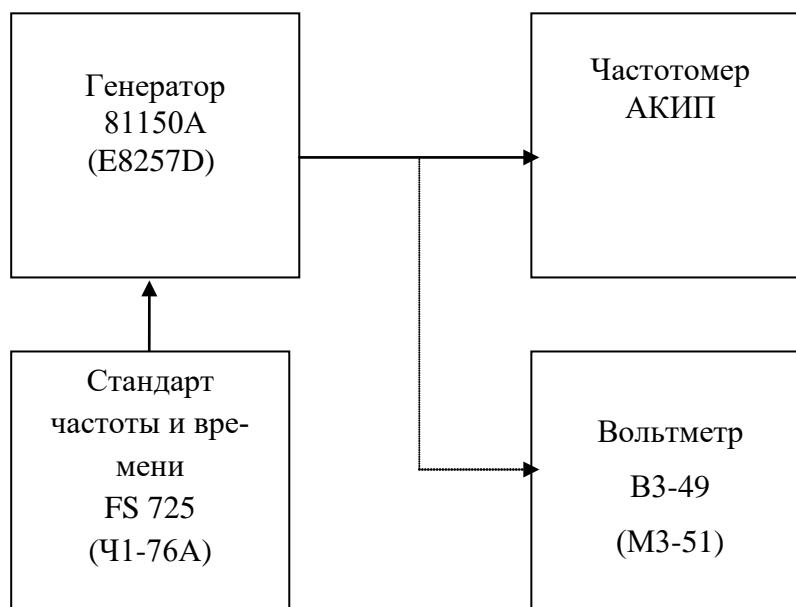 Генератор
81150А
(E8257D)
Частотомер
АКИП
Стандарт
частоты и вре-
мени
FS 725
(Ч1-76А)
Вольтметр
В3-49
(М3-51)